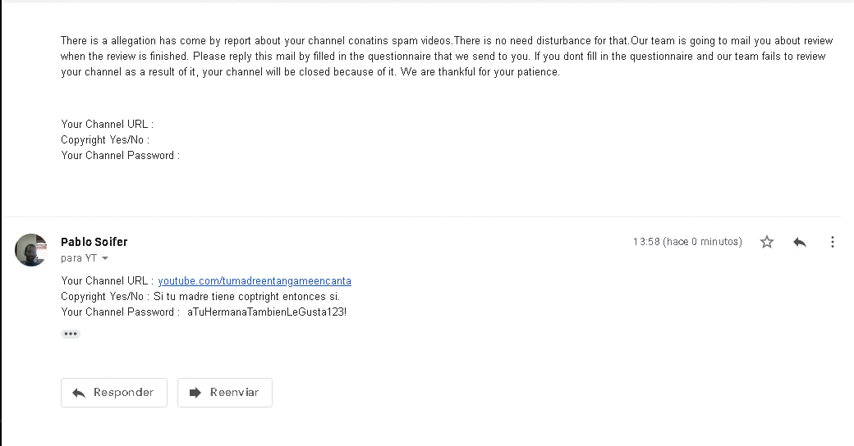 There is a allegation has come by report about your channel conatins spam videos.There is no need disturbance for that.Our team is going to mail you about review
when the review is finished. Please reply this mail by filled in the questionnaire that we send to you. If you dont fill in the questionnaire and our team fails to review
your channel as a result of it, your channel will be closed because of it. We are thankful for your patience.
Your Channel URL :
Copyright Yes/No :
Your Channel Password :
Pablo Soifer
13:58 (hace 0 minutos)
para YT
Your Channel URL : youtube.com/tumadreentangameencanta
Copyright Yes/No : Si tu madre tiene coptright entonces si.
Your Channel Password : aTuHermanaTambienLeGusta123!
Responder
Reenviar